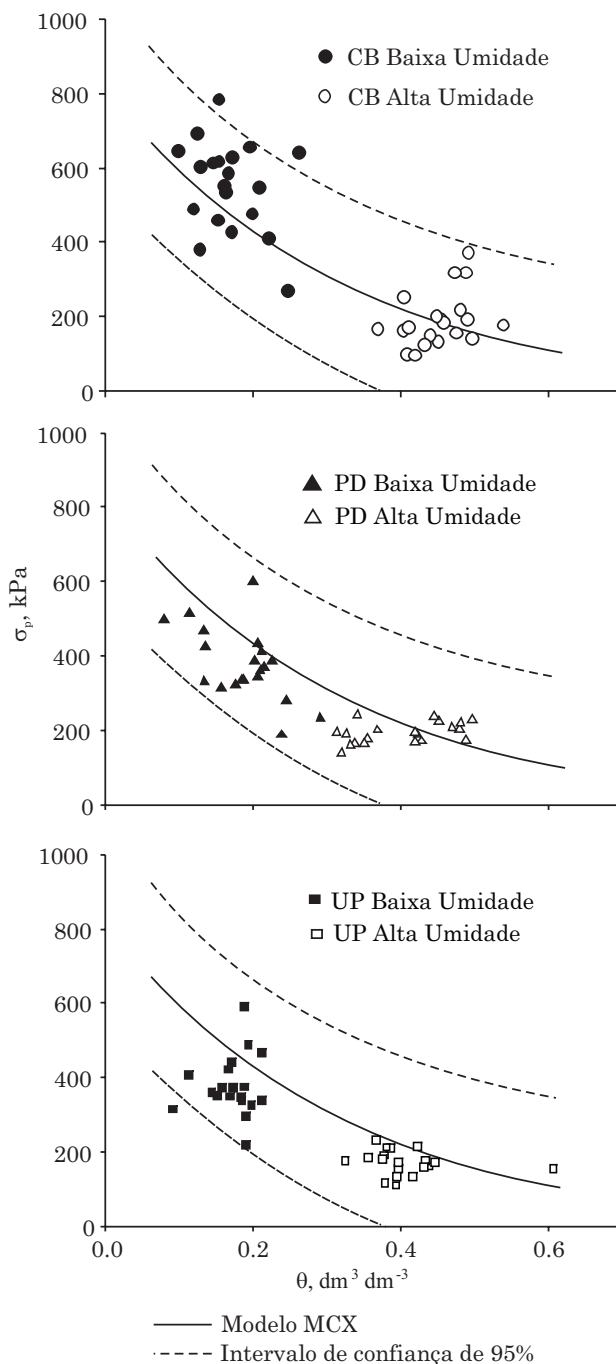 1000
800
600
400
200
0
CB Baixa Umidade
CB Alta Umidade
1000
800
600
400
200
0
σp, kPa
PD Baixa Umidade
PD Alta Umidade
1000
800
600
400
200
0
UP Baixa Umidade
UP Alta Umidade
0.0 0.2 0.4 0.6
θ, dm³ dm⁻³
Modelo MCX
Intervalo de confiança de 95%